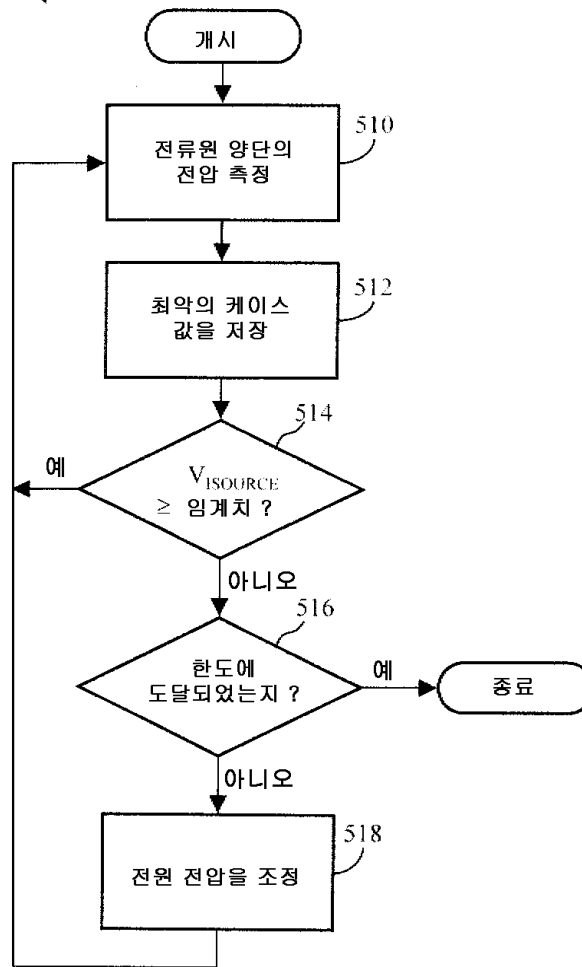 개시
전류원 양단의
전압 측정
510
최악의 케이스
값을 저장
512
514
예
VISOURCE
≥ 임계치 ?
아니오
516
한도에
도달되었는지 ?
예
종료
아니오
518
전원 전압을 조정